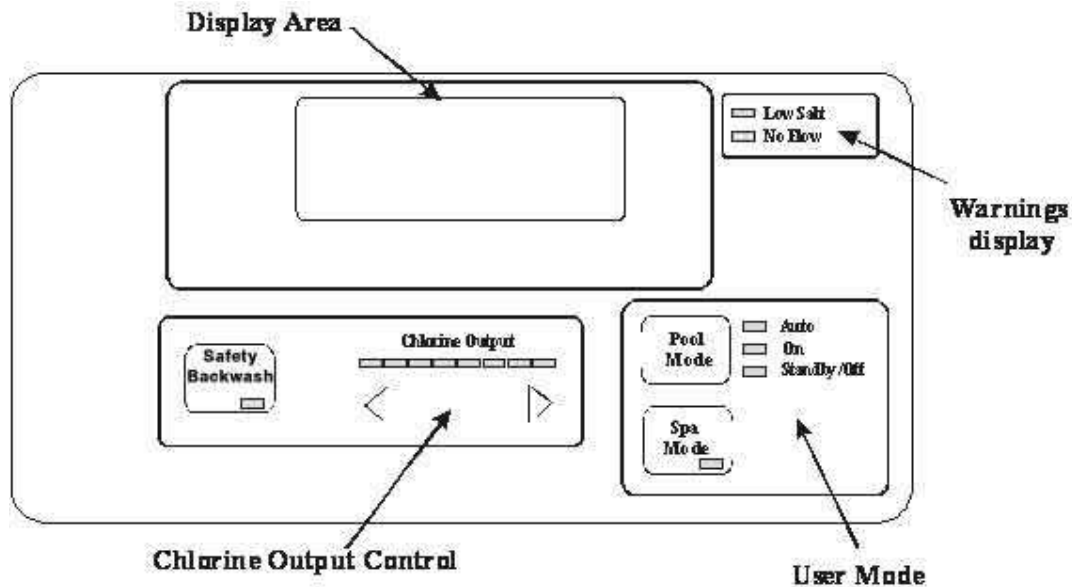 Display Area
Low Salt
No Flow
Warnings
display
Safety
Backwash
Chlorine Output
Pool
Mode
Auto
On
Standby/Off
Spa
Mode
Chlorine Output Control
User Mode